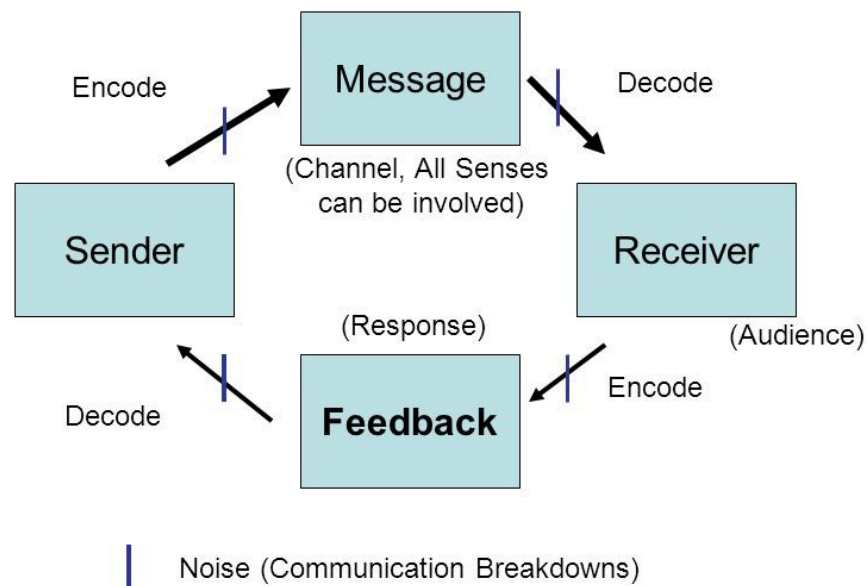 Encode
Message
Decode
(Channel, All Senses
can be involved)
Sender
Receiver
(Response)
(Audience)
Decode
Feedback
Encode
Noise (Communication Breakdowns)